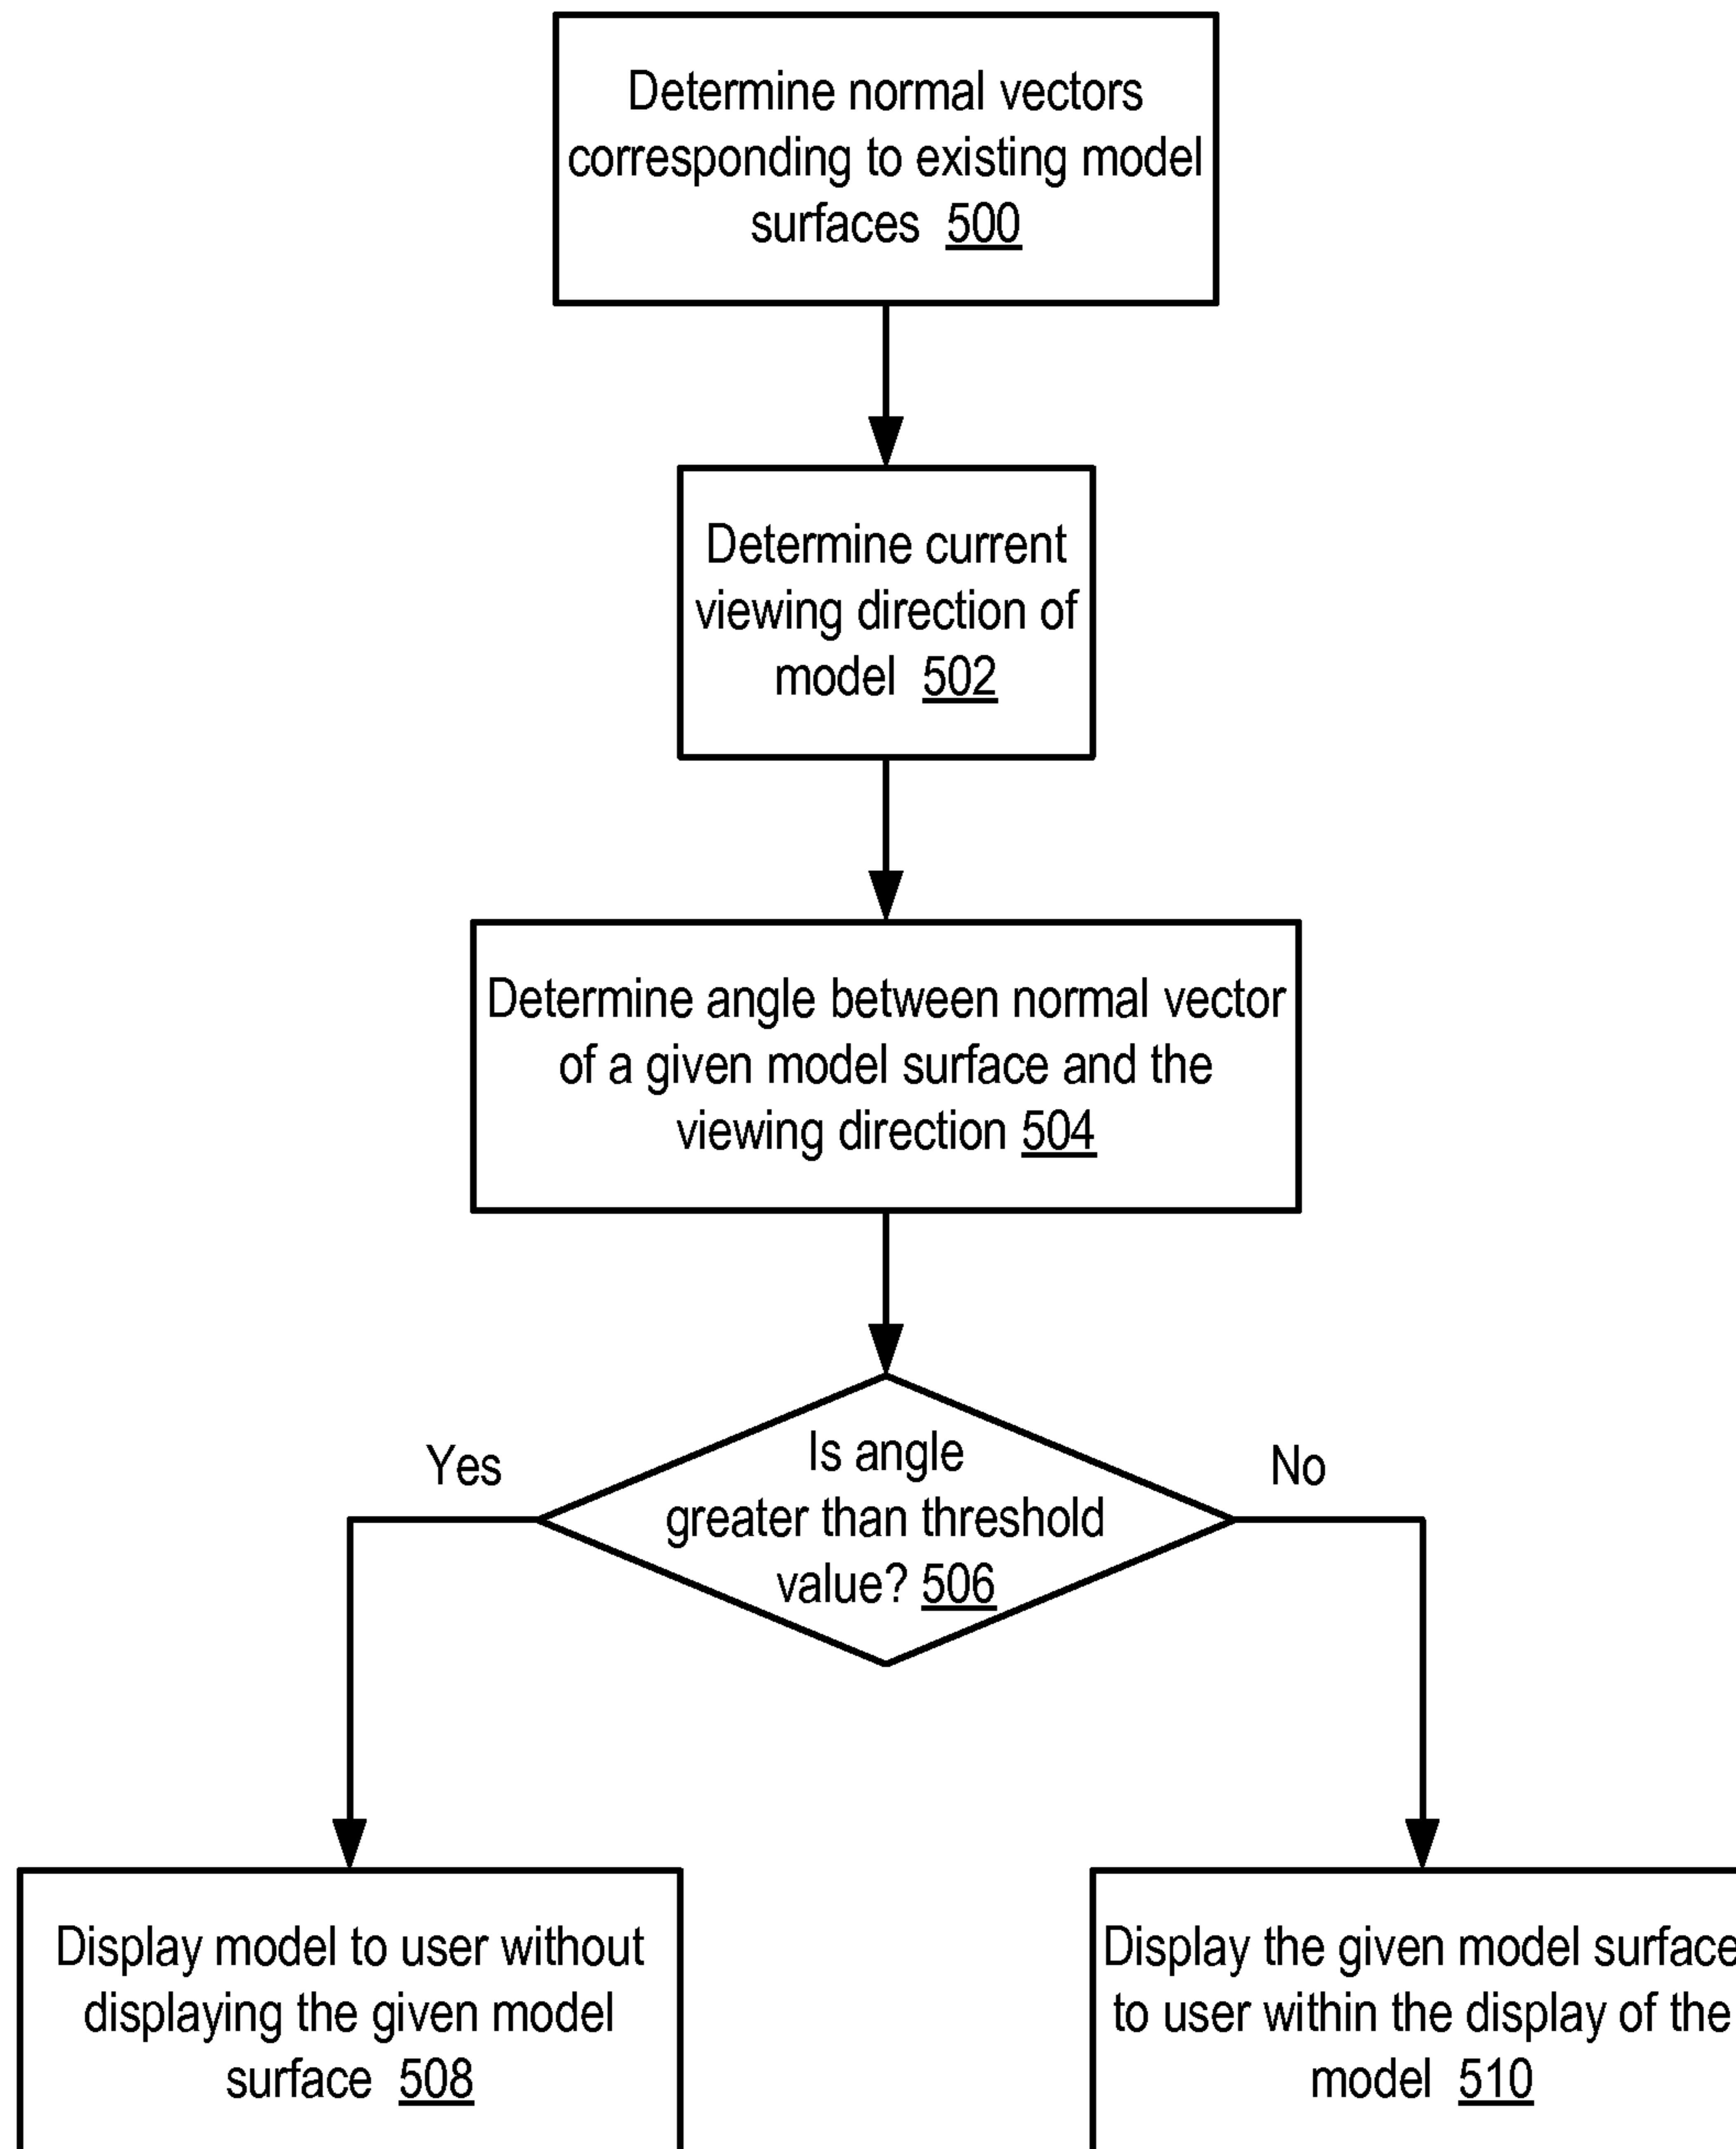 Determine normal vectors
corresponding to existing model
surfaces 500
Determine current
viewing direction of
model 502
Determine angle between normal vector
of a given model surface and the
viewing direction 504
Yes
Is angle
greater than threshold
value? 506
No
Display model to user without
displaying the given model
surface 508
Display the given model surface
to user within the display of the
model 510